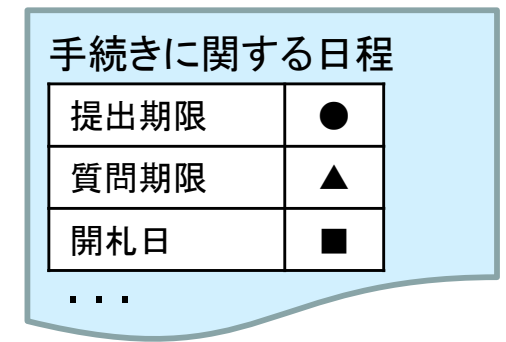 手続きに関する日程
提出期限 ●
質問期限 ▲
開札日 ■
・・・